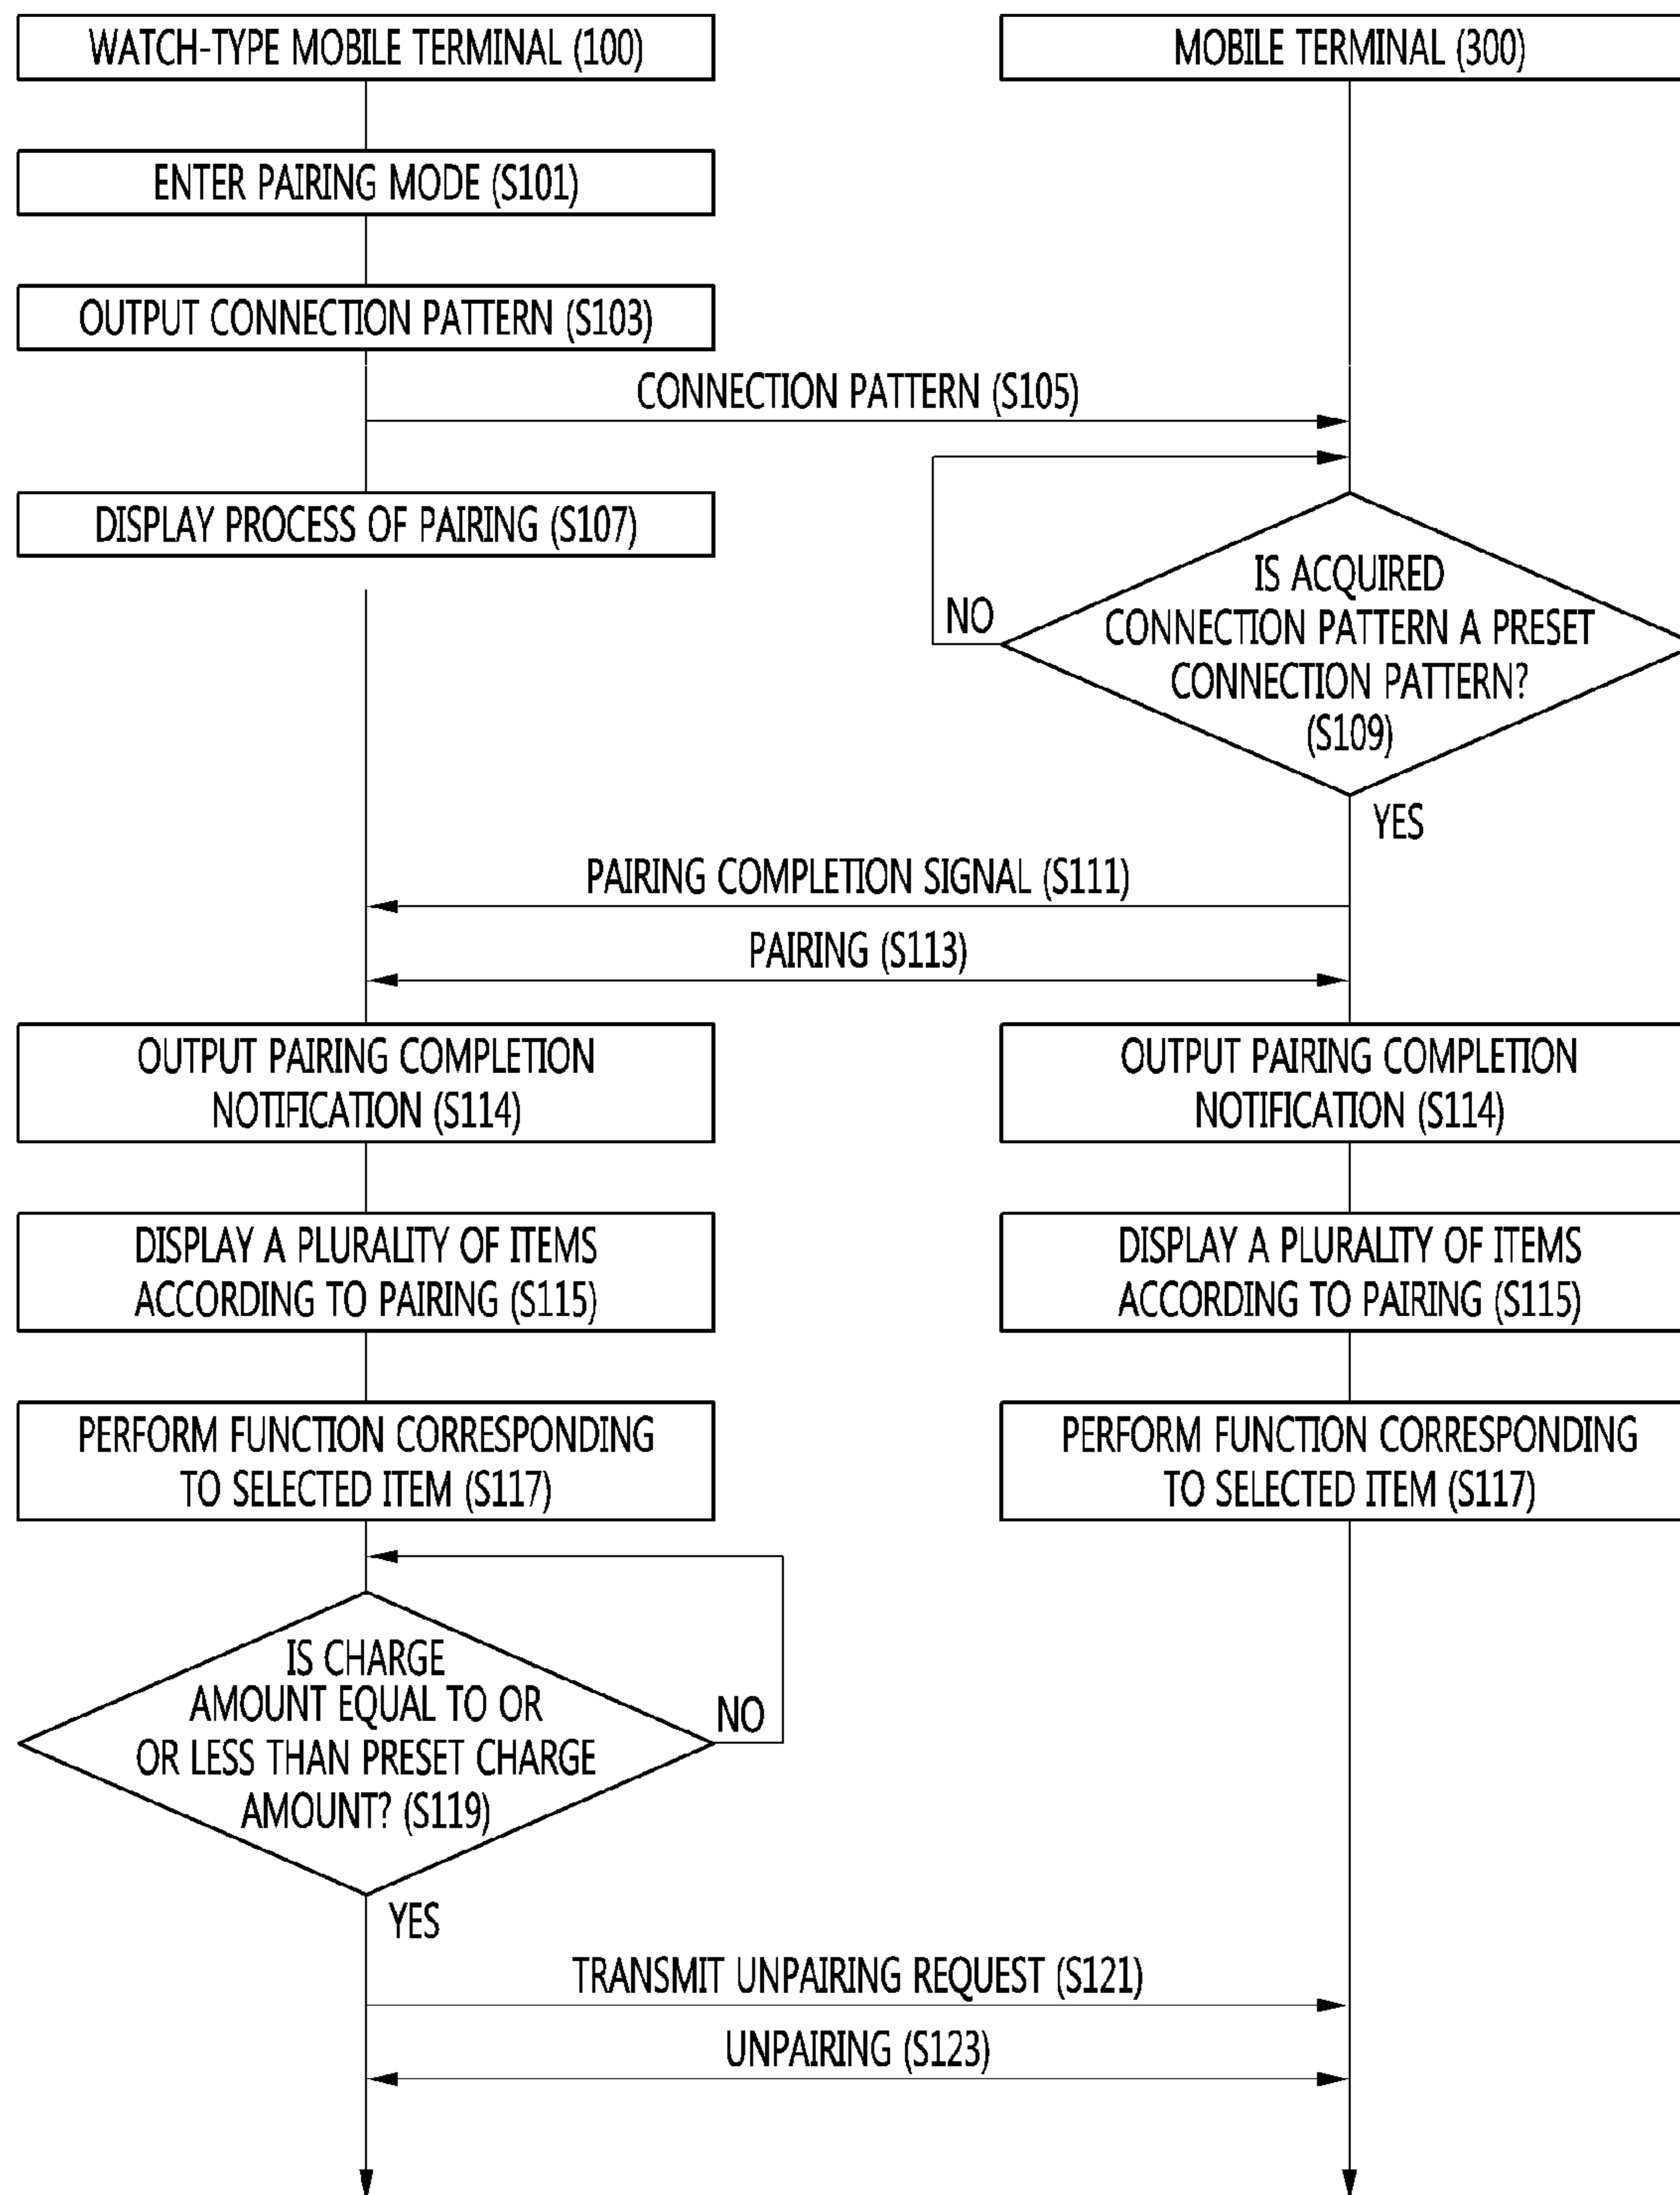 WATCH-TYPE MOBILE TERMINAL (100)
MOBILE TERMINAL (300)
ENTER PAIRING MODE (S101)
OUTPUT CONNECTION PATTERN (S103)
CONNECTION PATTERN (S105)
DISPLAY PROCESS OF PAIRING (S107)
IS ACQUIRED
CONNECTION PATTERN A PRESET
CONNECTION PATTERN?
(S109)
NO
YES
PAIRING COMPLETION SIGNAL (S111)
PAIRING (S113)
OUTPUT PAIRING COMPLETION
NOTIFICATION (S114)
OUTPUT PAIRING COMPLETION
NOTIFICATION (S114)
DISPLAY A PLURALITY OF ITEMS
ACCORDING TO PAIRING (S115)
DISPLAY A PLURALITY OF ITEMS
ACCORDING TO PAIRING (S115)
PERFORM FUNCTION CORRESPONDING
TO SELECTED ITEM (S117)
PERFORM FUNCTION CORRESPONDING
TO SELECTED ITEM (S117)
IS CHARGE
AMOUNT EQUAL TO OR
OR LESS THAN PRESET CHARGE
AMOUNT? (S119)
NO
YES
TRANSMIT UNPAIRING REQUEST (S121)
UNPAIRING (S123)